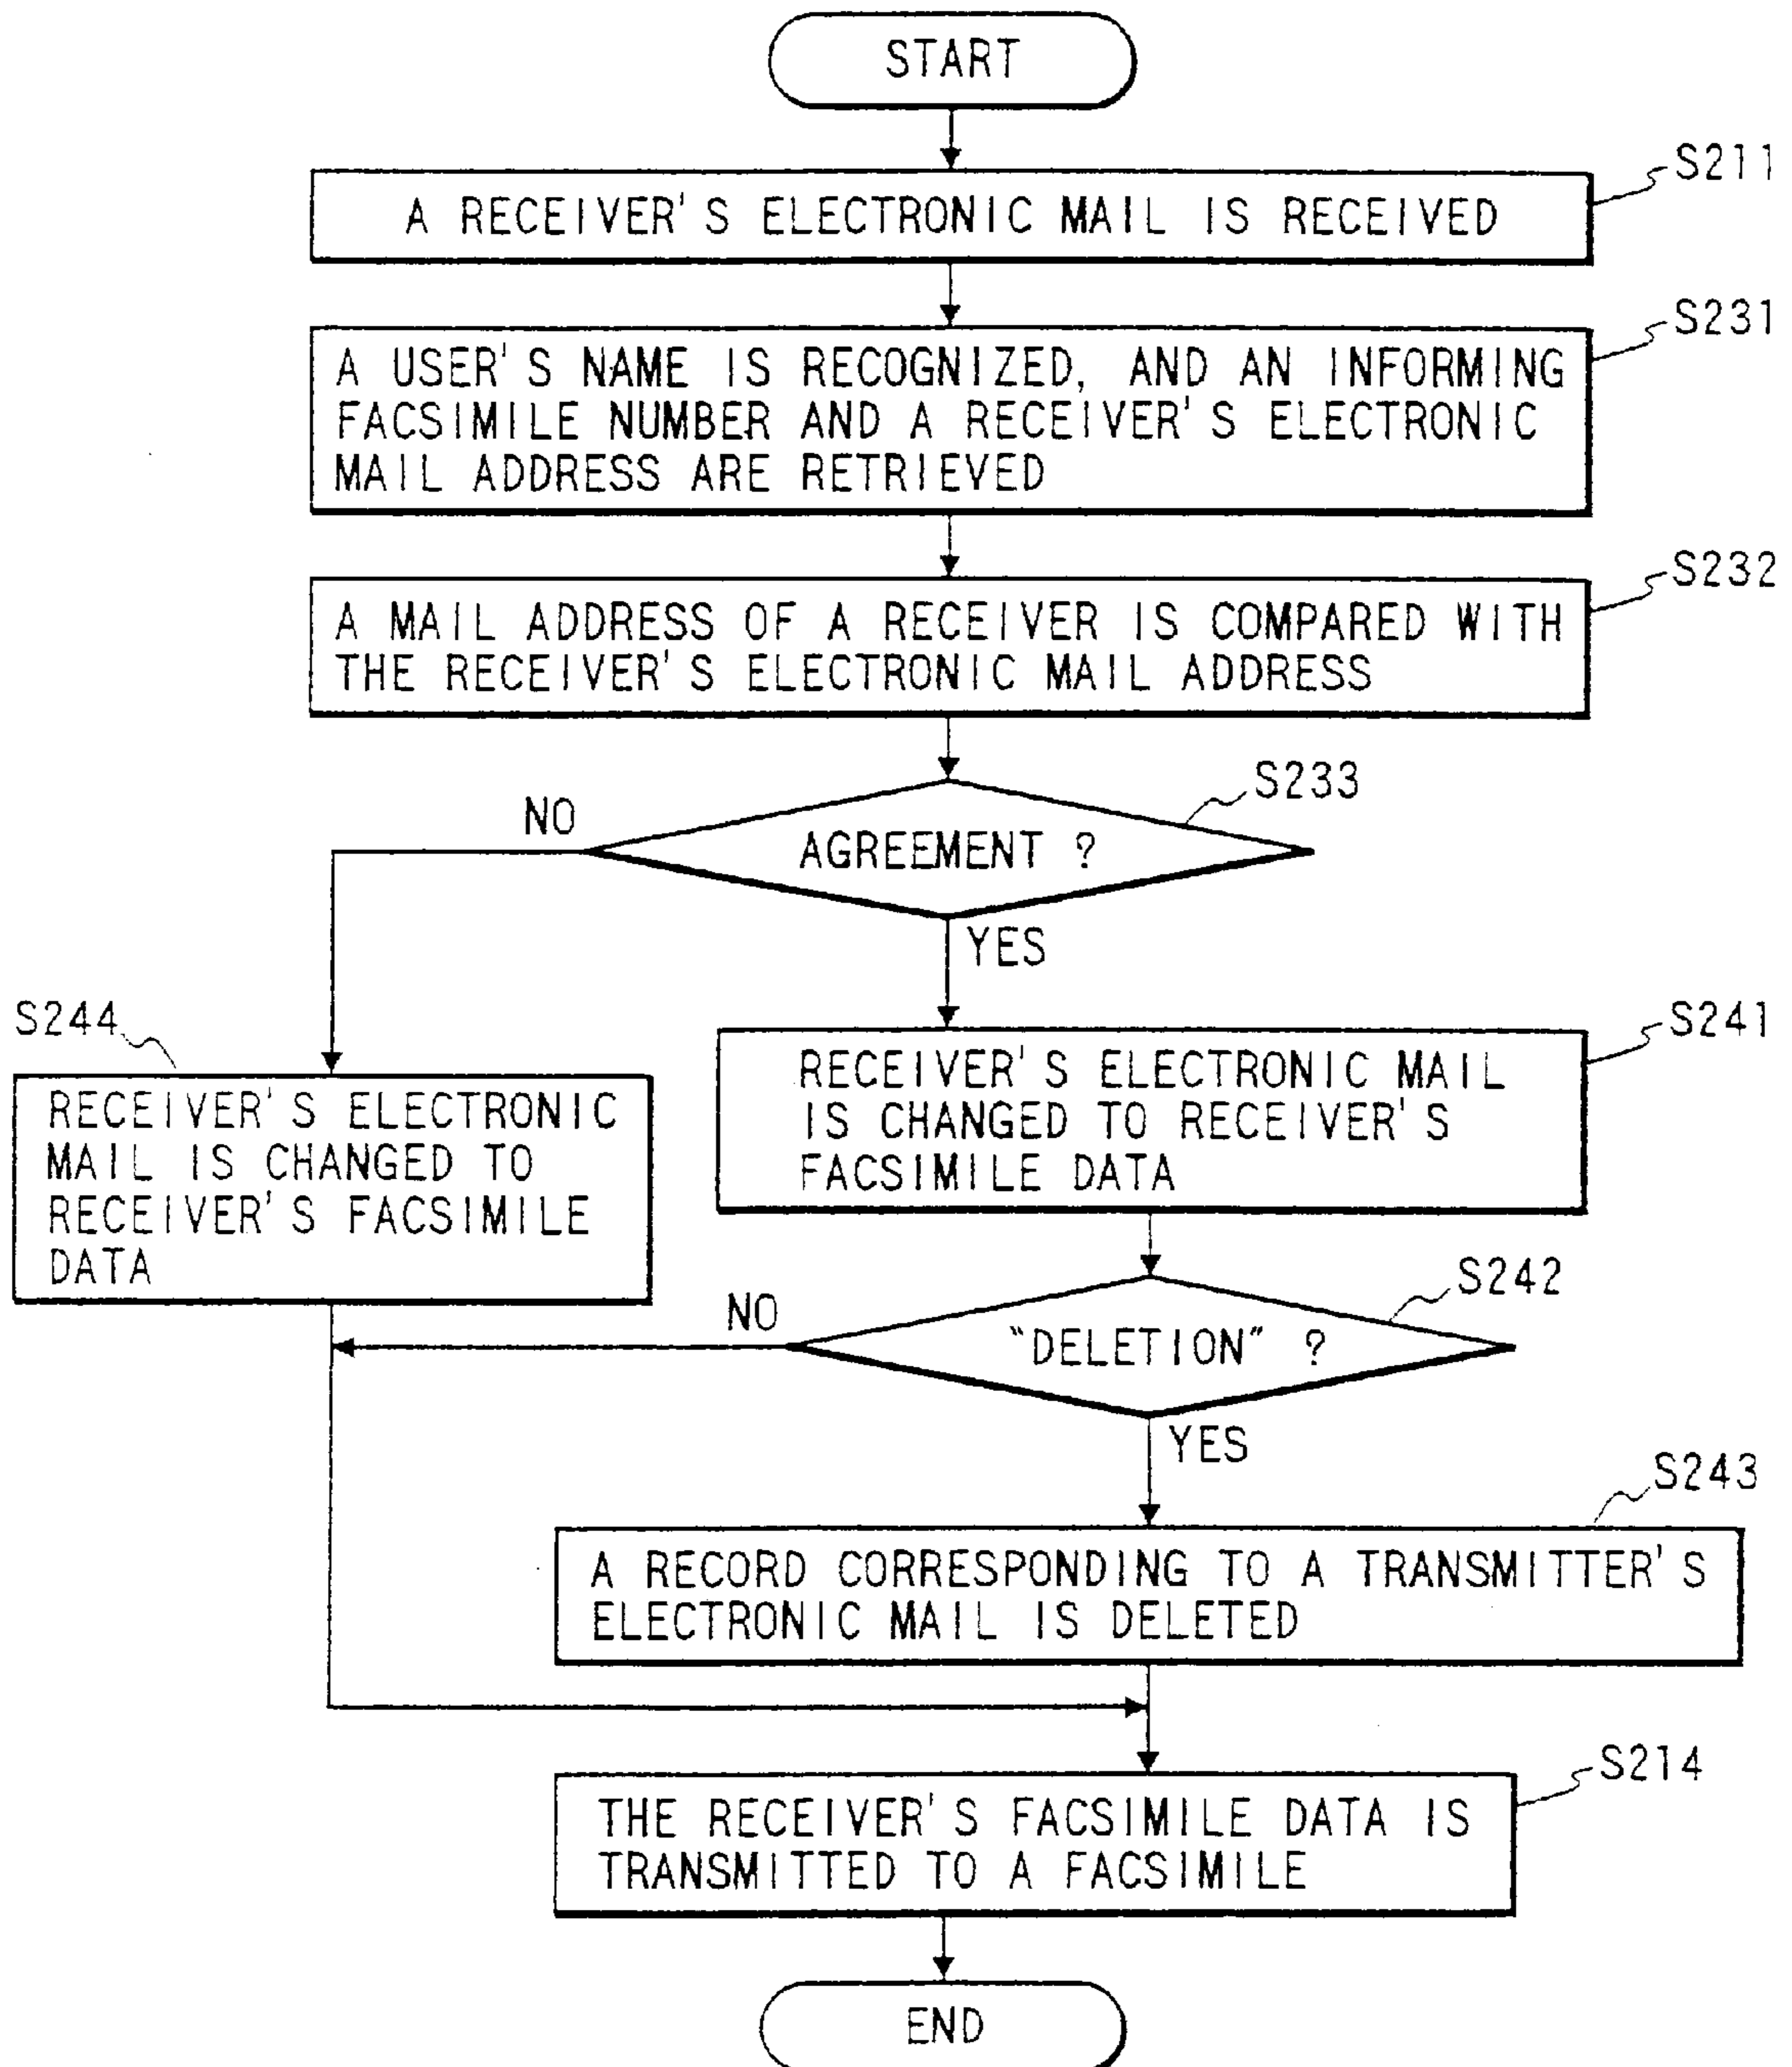 START
S211
A RECEIVER'S ELECTRONIC MAIL IS RECEIVED
S231
A USER'S NAME IS RECOGNIZED, AND AN INFORMING
FACSIMILE NUMBER AND A RECEIVER'S ELECTRONIC
MAIL ADDRESS ARE RETRIEVED
S232
A MAIL ADDRESS OF A RECEIVER IS COMPARED WITH
THE RECEIVER'S ELECTRONIC MAIL ADDRESS
S233
NO
AGREEMENT ?
YES
S244
RECEIVER'S ELECTRONIC
MAIL IS CHANGED TO
RECEIVER'S FACSIMILE
DATA
S241
RECEIVER'S ELECTRONIC MAIL
IS CHANGED TO RECEIVER'S
FACSIMILE DATA
S242
NO
"DELETION" ?
YES
S243
A RECORD CORRESPONDING TO A TRANSMITTER'S
ELECTRONIC MAIL IS DELETED
S214
THE RECEIVER'S FACSIMILE DATA IS
TRANSMITTED TO A FACSIMILE
END